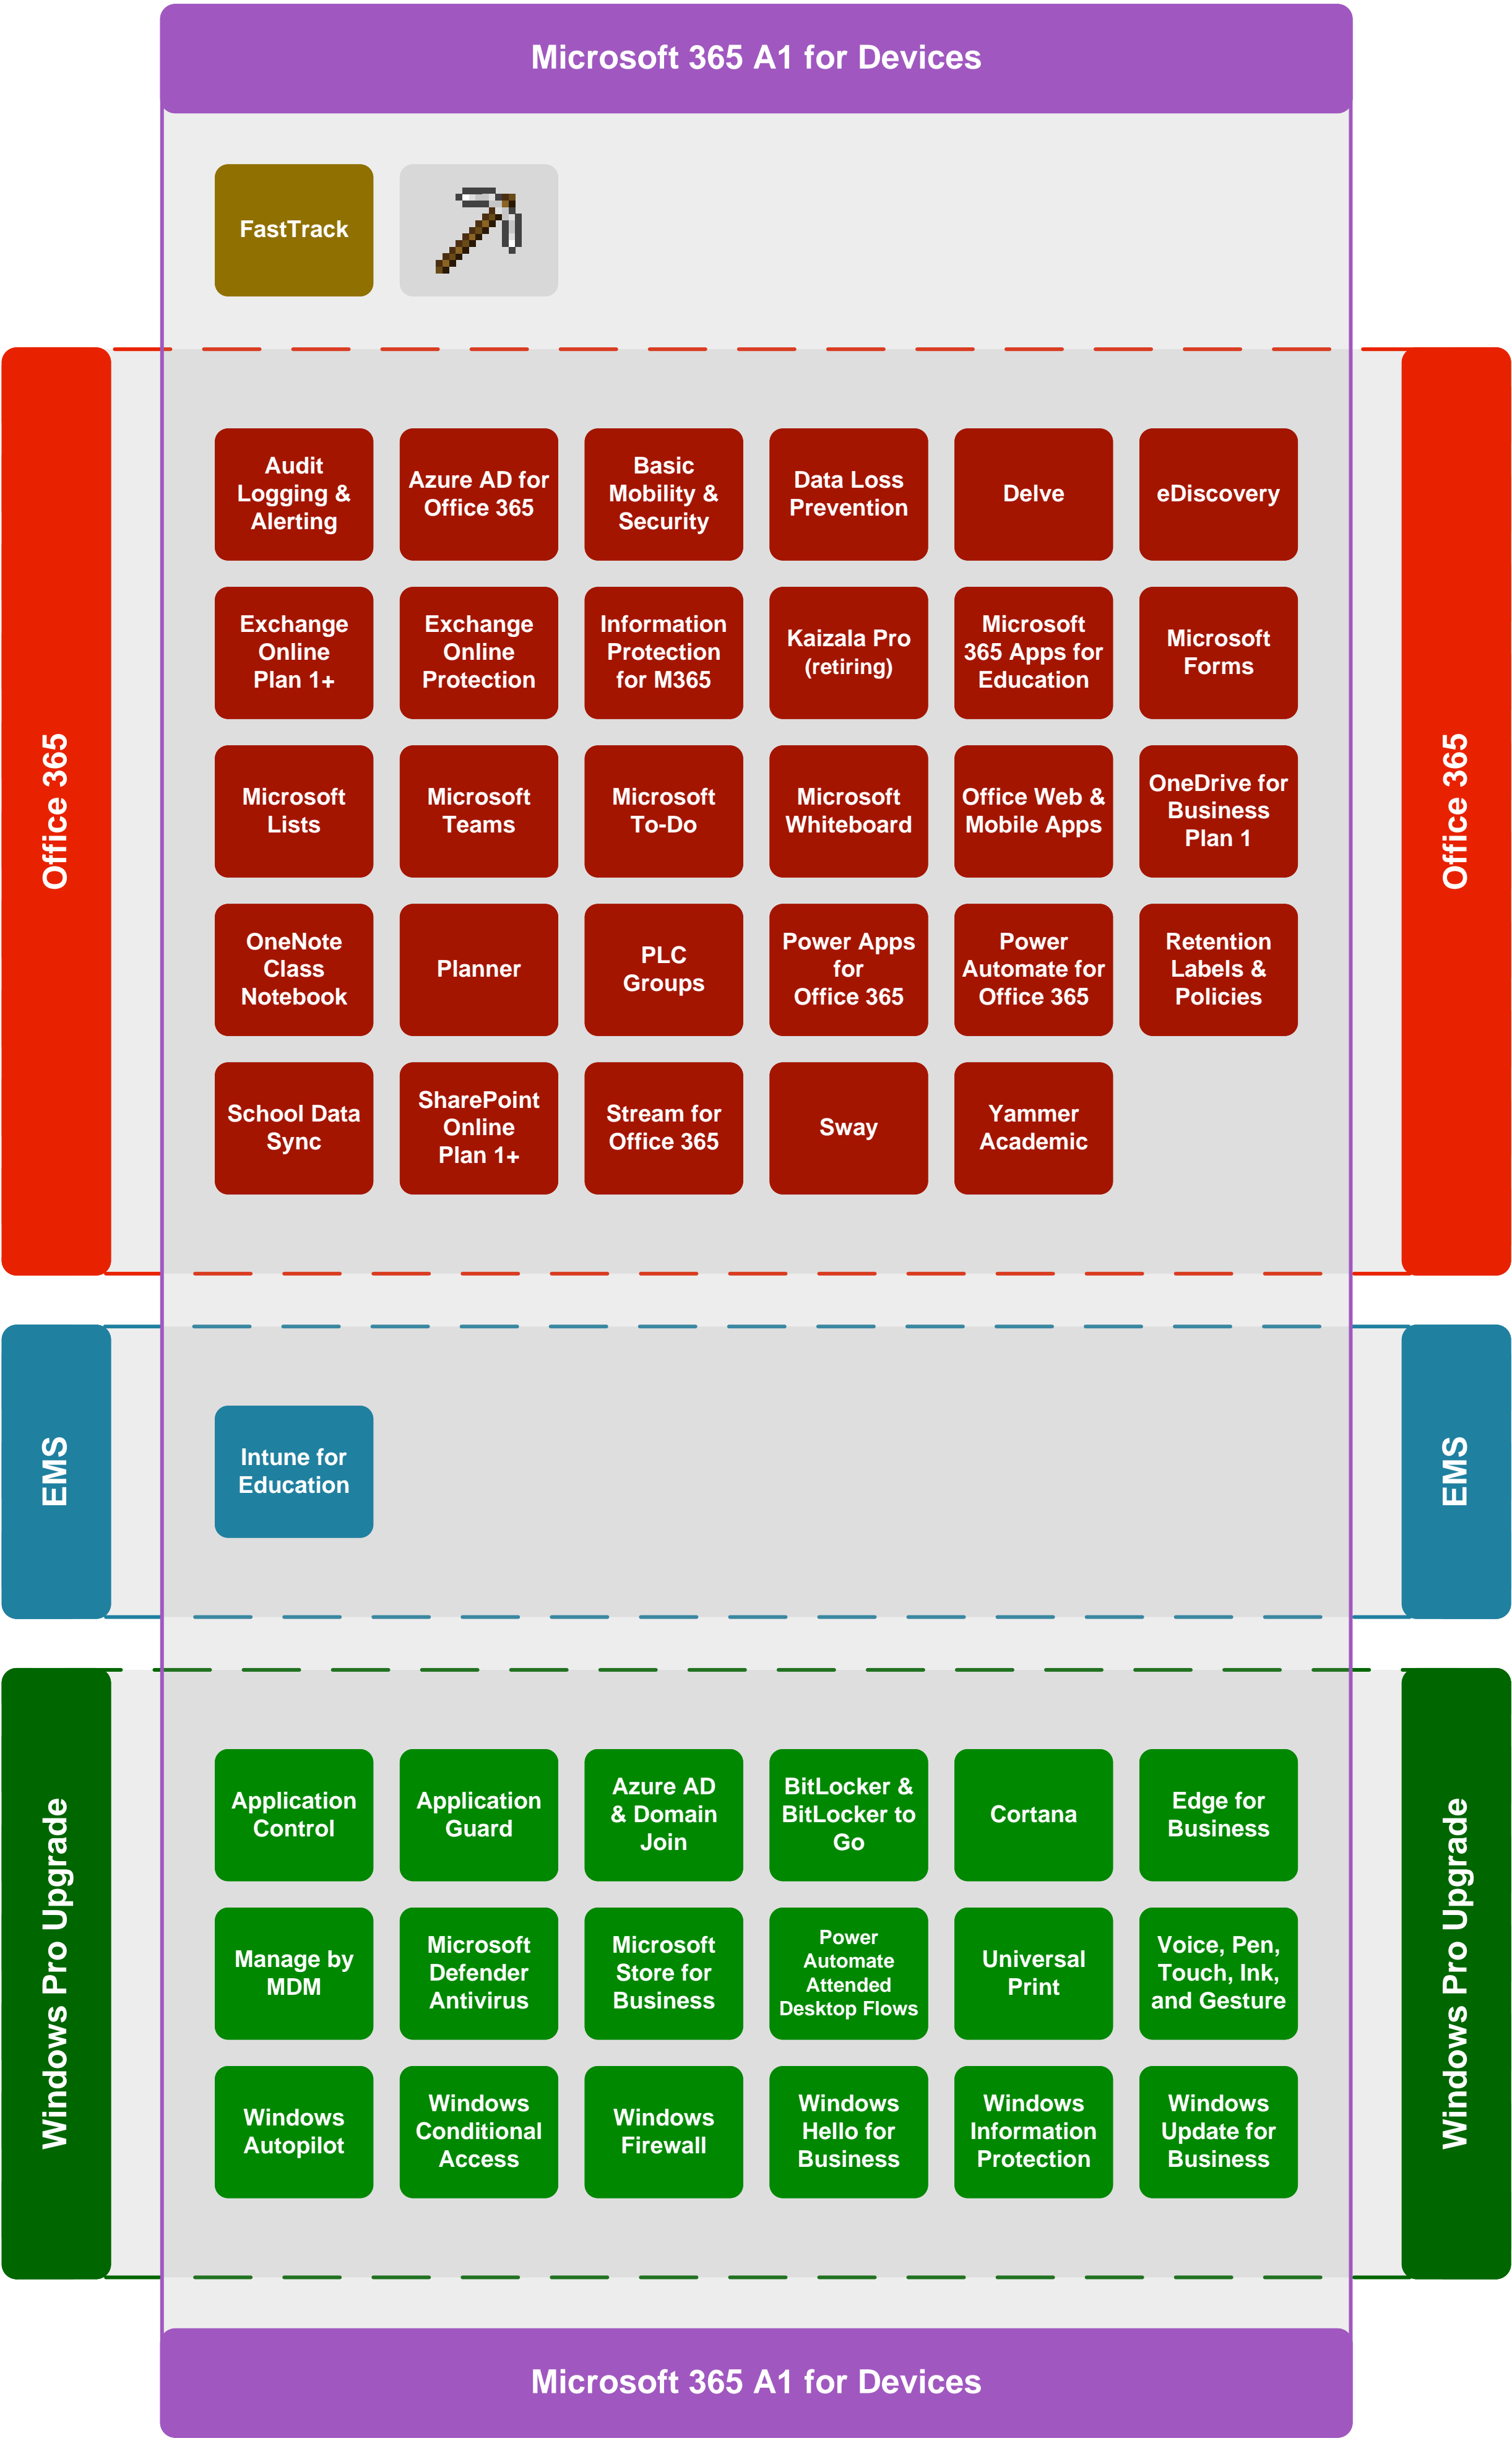 Microsoft 365 A1 for Devices
FastTrack
Office 365
Office 365
Audit
Logging &
Alerting
Azure AD for
Office 365
Basic
Mobility &
Security
Data Loss
Prevention
Delve
eDiscovery
Exchange
Online
Plan 1+
Exchange
Online
Protection
Information
Protection
for M365
Kaizala Pro
(retiring)
Microsoft
365 Apps for
Education
Microsoft
Forms
Microsoft
Lists
Microsoft
Teams
Microsoft
To-Do
Microsoft
Whiteboard
Office Web &
Mobile Apps
OneDrive for
Business
Plan 1
OneNote
Class
Notebook
Planner
PLC
Groups
Power Apps
for
Office 365
Power
Automate for
Office 365
Retention
Labels &
Policies
School Data
Sync
SharePoint
Online
Plan 1+
Stream for
Office 365
Sway
Yammer
Academic
EMS
EMS
Intune for
Education
Windows Pro Upgrade
Windows Pro Upgrade
Application
Control
Application
Guard
Azure AD
& Domain
Join
BitLocker &
BitLocker to
Go
Cortana
Edge for
Business
Manage by
MDM
Microsoft
Defender
Antivirus
Microsoft
Store for
Business
Power
Automate
Attended
Desktop Flows
Universal
Print
Voice, Pen,
Touch, Ink,
and Gesture
Windows
Autopilot
Windows
Conditional
Access
Windows
Firewall
Windows
Hello for
Business
Windows
Information
Protection
Windows
Update for
Business
Microsoft 365 A1 for Devices